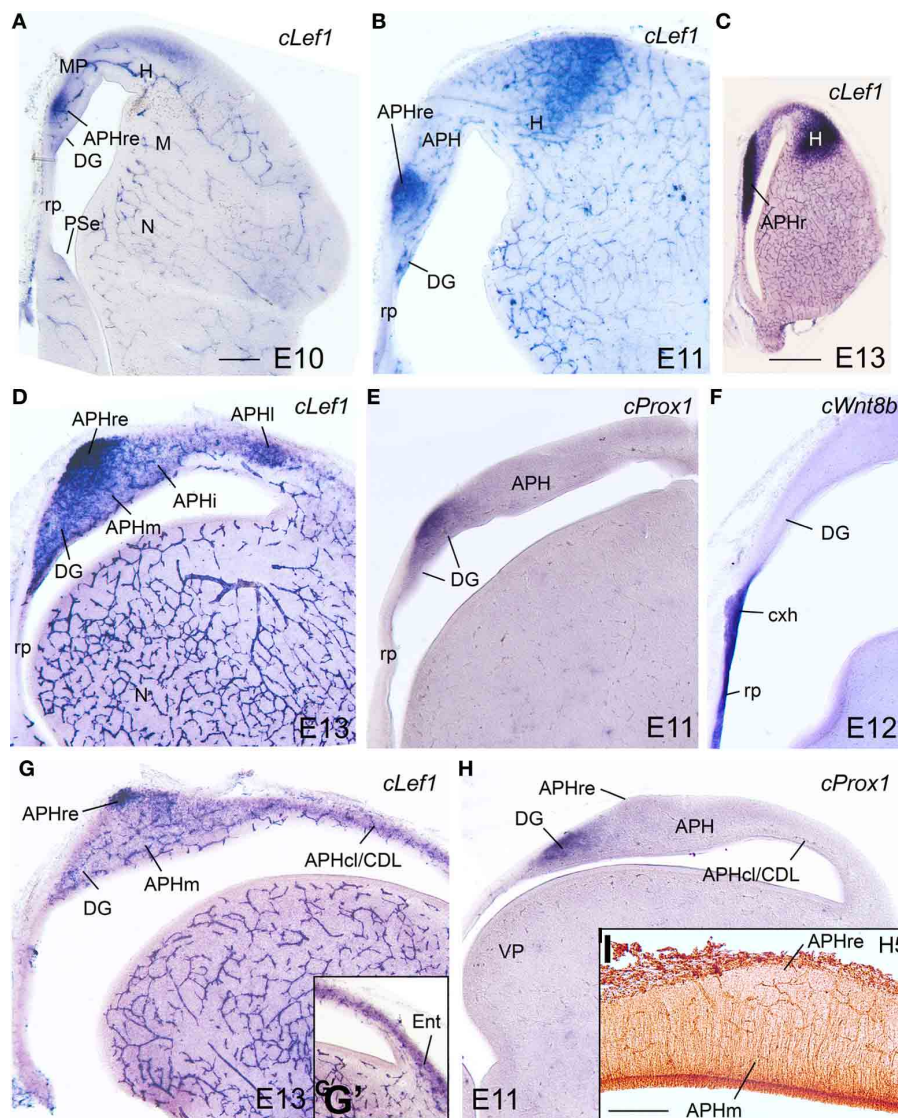 A
cLef1
MP
H
APHre
DG
M
rp
PSe
N
E10
B
cLef1
APHre
APH
H
DG
rp
E11
C
cLef1
H
APHr
E13
D
cLef1
APHre
APHl
APHi
APHm
DG
rp
N
E13
E
cProx1
APH
DG
rp
E11
F
cWnt8b
DG
cxh
rp
E12
G
cLef1
APHre
APHcl/CDL
APHm
DG
E13
G
G’
Ent
H
cProx1
APHre
DG
APH
APHcl/CDL
VP
E11
I
H5
APHre
APHm